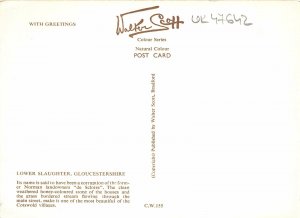 WITH GREETINGS
Walter Scott
UK47642
Colour Series
Natural Colour
POST CARD
(Copyright) Published by Walter Scott, Bradford
LOWER SLAUGHTER, GLOUCESTERSHIRE
Its name is said to have been a corruption of the form-
er Norman landowners "de Sclotre". The clean
weathered honey-coloured stone of the houses and
the grass bordered stream flowing through the
main street, make it one of the most beautiful of the
Cotswold villages.
C.W.155